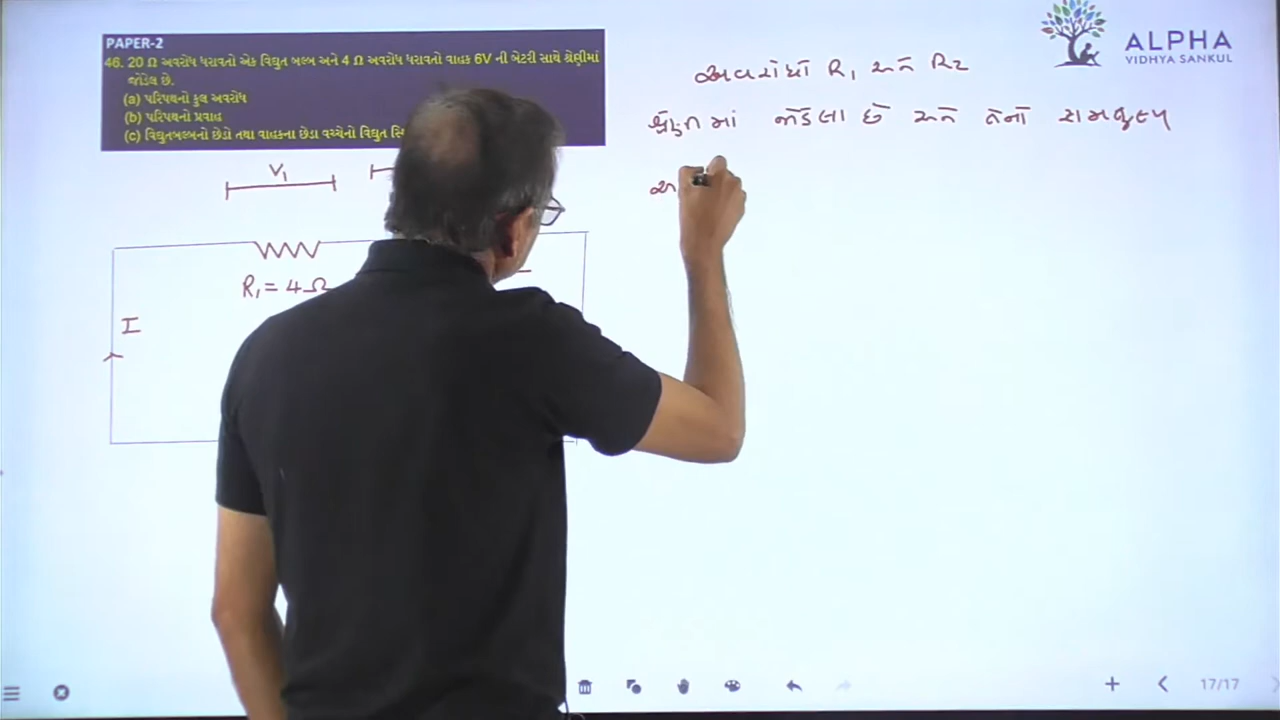 PAPER-2
46. 20 Ω અવરોધ ધરાવતો એક વિદ્યુત બલ્બ અને 4 Ω અવરોધ ધરાવતો વાહક 6V ની બેટરી સાથે શ્રેણીમાં
જોડેલ છે.
(a) પરિપથનો કુલ અવરોધ
(b) પરિપથનો પ્રવાહ
(c) વિદ્યુતબલ્બનો છેડો તથા વાહકના છેડા વચ્ચેનો વિદ્યુત
V₁
R₁ = 4 Ω
I
અવરોધો R₁ અને R₂
શ્રેણીમાં જોડેલા છે અને તેનો સમતુલ્ય
અ
ALPHA
VIDHYA SANKUL
17/17